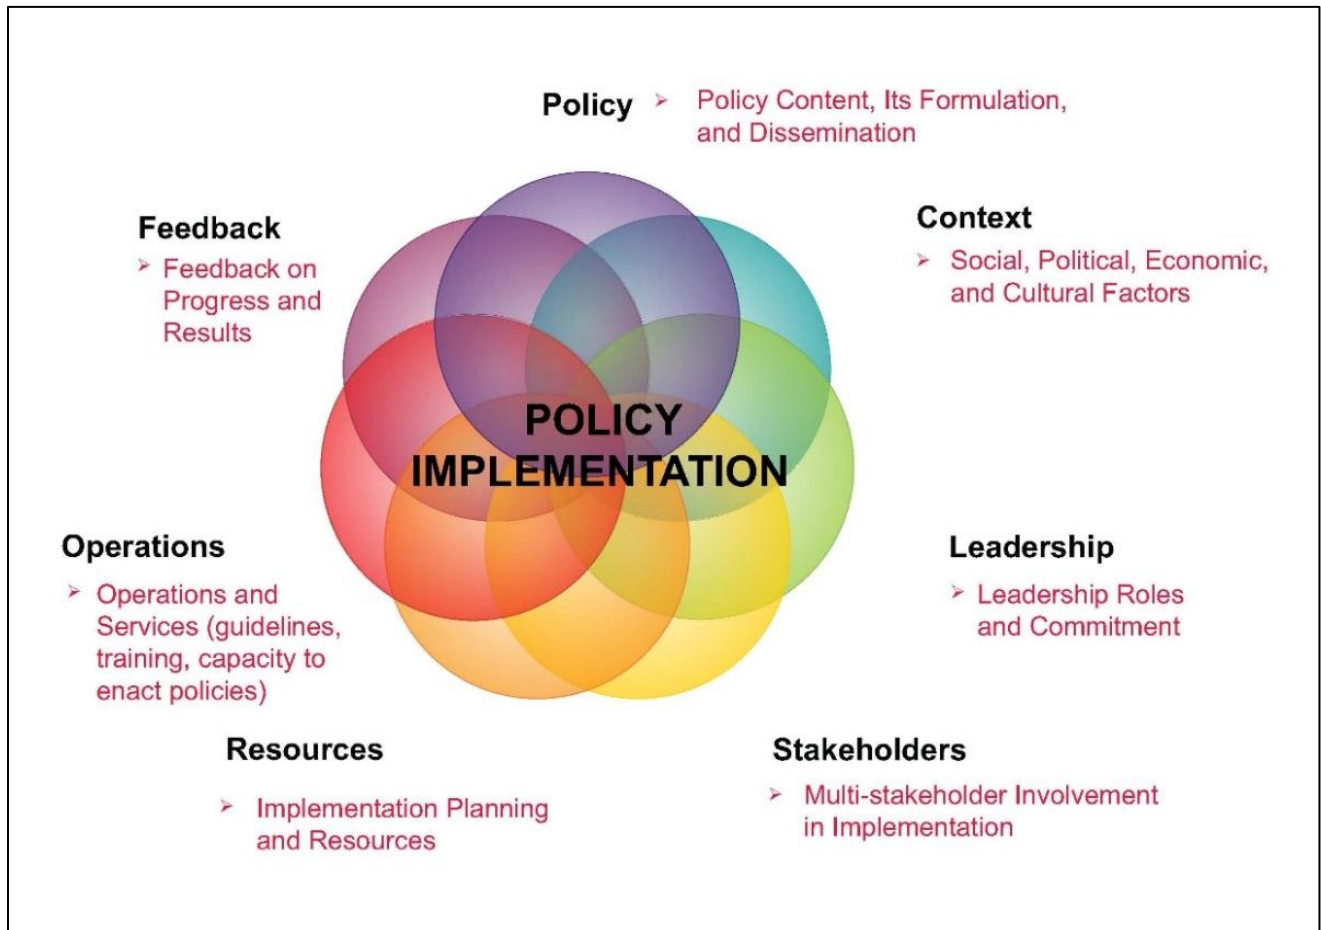 Policy
➢ Policy Content, Its Formulation,
and Dissemination
Context
➢ Social, Political, Economic,
and Cultural Factors
Leadership
➢ Leadership Roles
and Commitment
Stakeholders
➢ Multi-stakeholder Involvement
in Implementation
Resources
➢ Implementation Planning
and Resources
Operations
➢ Operations and
Services (guidelines,
training, capacity to
enact policies)
Feedback
➢ Feedback on
Progress and
Results
POLICY
IMPLEMENTATION